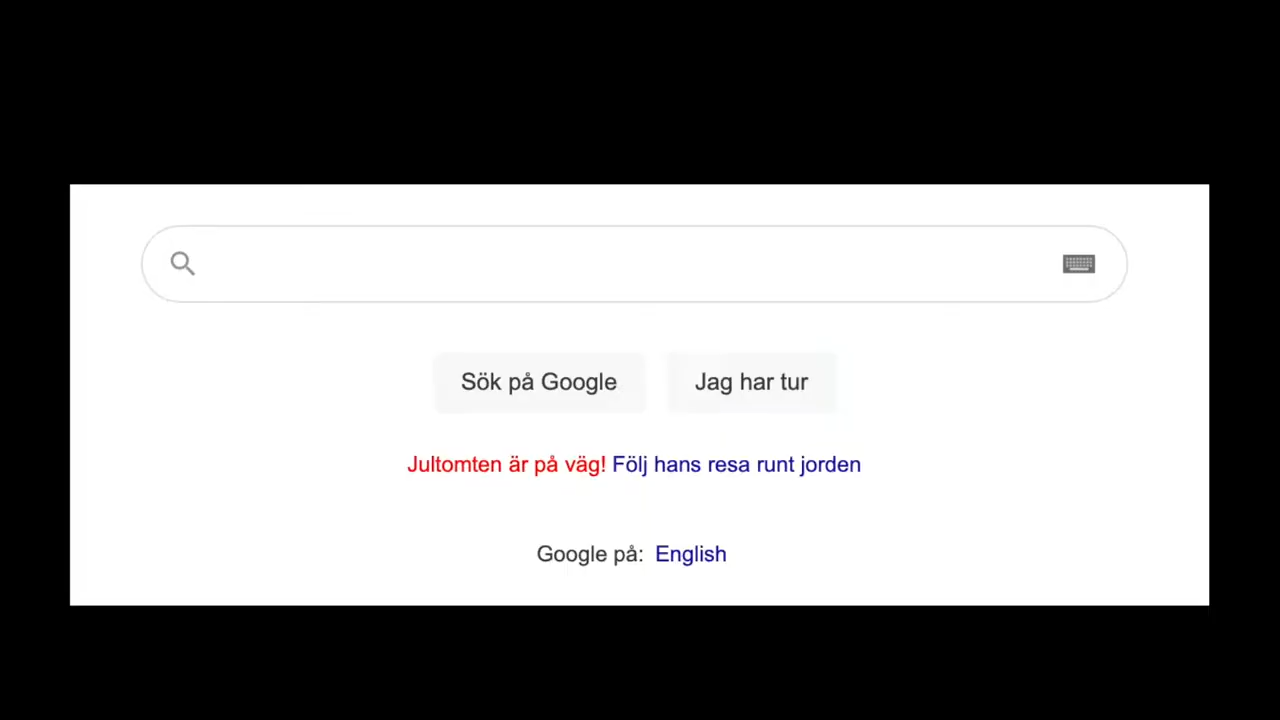 Sök på Google Jag har tur
Jultomten är på väg! Följ hans resa runt jorden
Google på: English